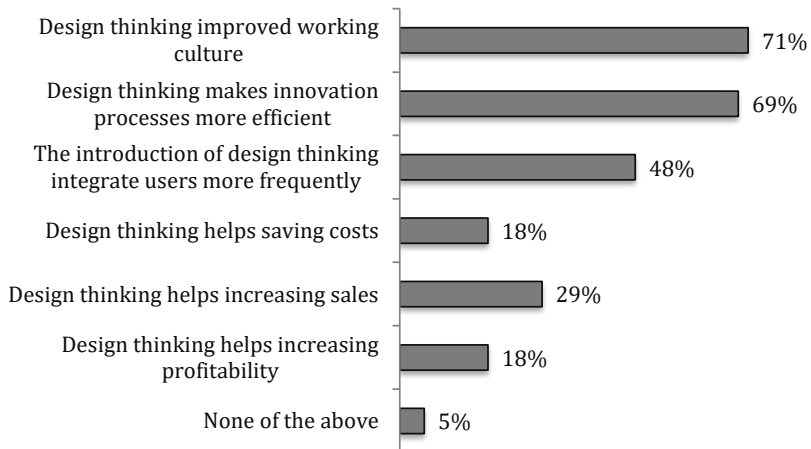 Design thinking improved working
culture
71%
Design thinking makes innovation
processes more efficient
69%
The introduction of design thinking
integrate users more frequently
48%
Design thinking helps saving costs
18%
Design thinking helps increasing sales
29%
Design thinking helps increasing
profitability
18%
None of the above
5%